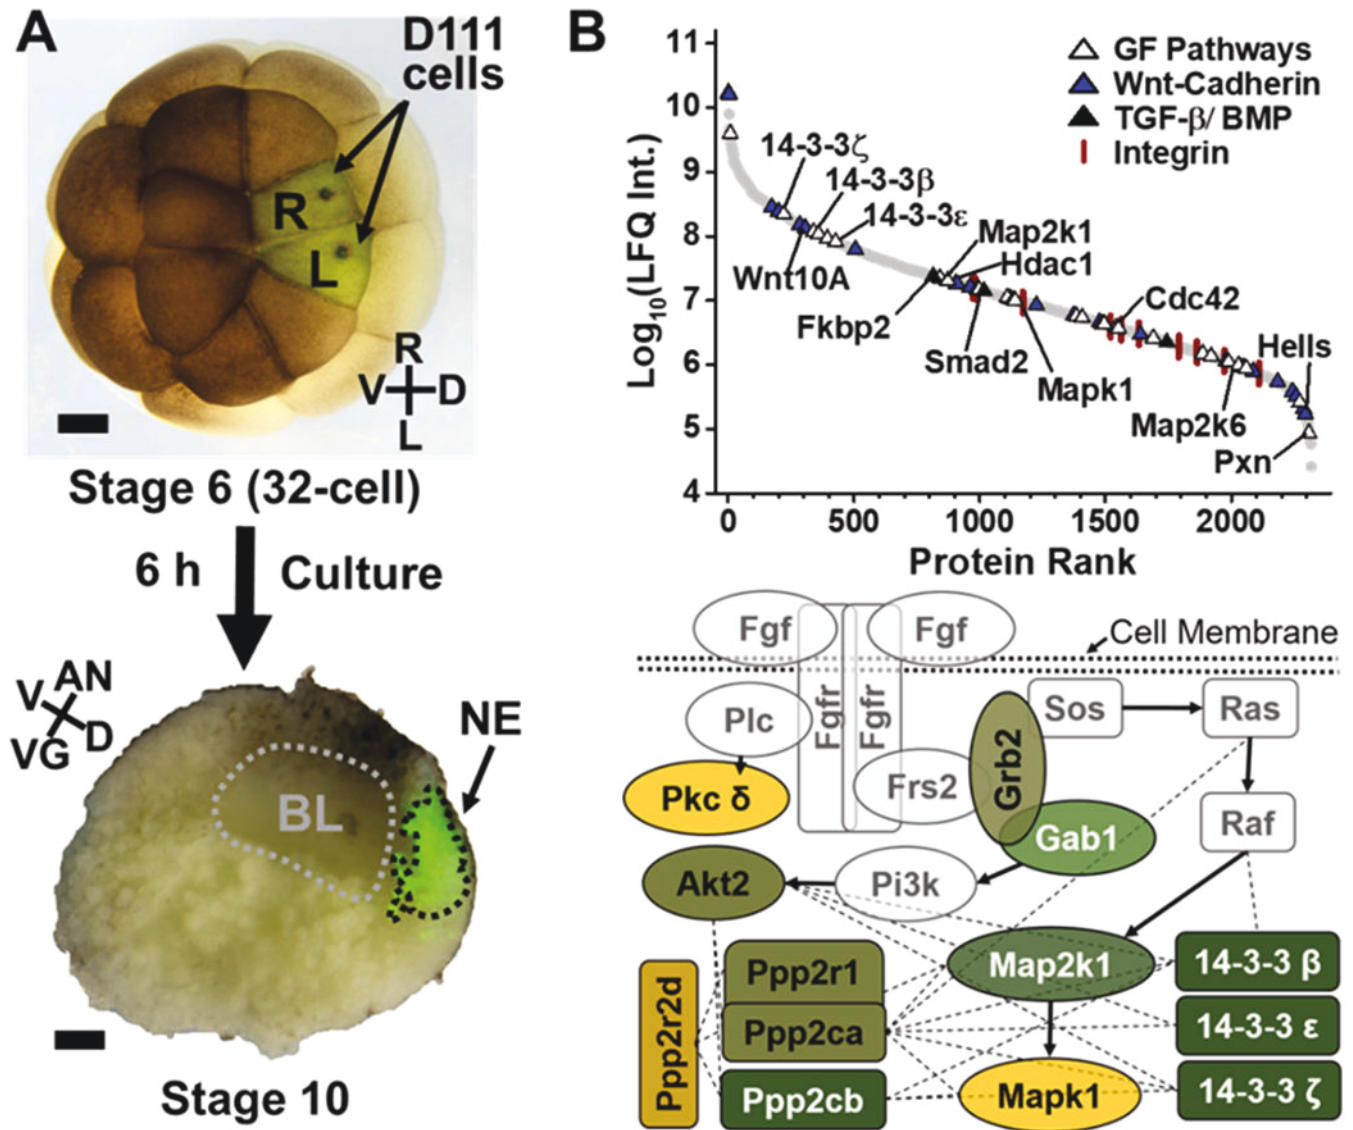 A
D111
cells
R
L
R
V D
L
Stage 6 (32-cell)
6 h Culture
AN
V
VG D
NE
BL
Stage 10
B
Log10(LFQ Int.)
11
10
9
8
7
6
5
4
0 500 1000 1500 2000
Protein Rank
GF Pathways
Wnt-Cadherin
TGF-β/ BMP
Integrin
14-3-3ζ
14-3-3β
14-3-3ε
Wnt10A
Map2k1
Hdac1
Fkbp2
Smad2
Mapk1
Cdc42
Hells
Map2k6
Pxn
Fgf Fgf
Cell Membrane
Fgfr Fgfr
Plc
Sos Ras
Pkc δ
Frs2
Grb2
Gab1
Raf
Akt2 Pi3k
Ppp2r2d
Ppp2r1
Map2k1
14-3-3 β
Ppp2ca
14-3-3 ε
Ppp2cb
Mapk1
14-3-3 ζ